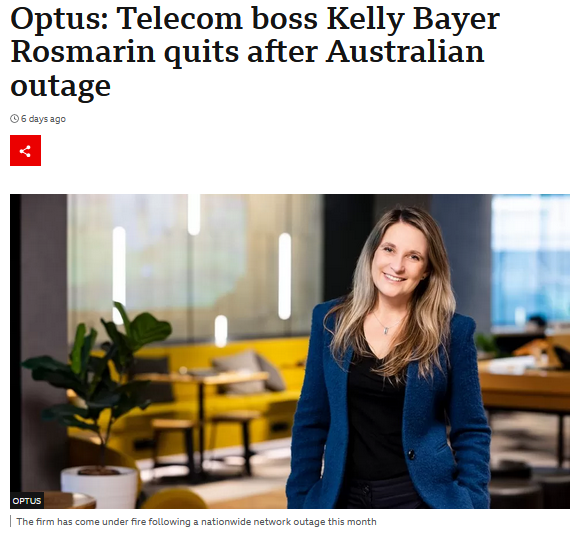 Optus: Telecom boss Kelly Bayer
Rosmarin quits after Australian
outage
6 days ago
OPTUS
The firm has come under fire following a nationwide network outage this month